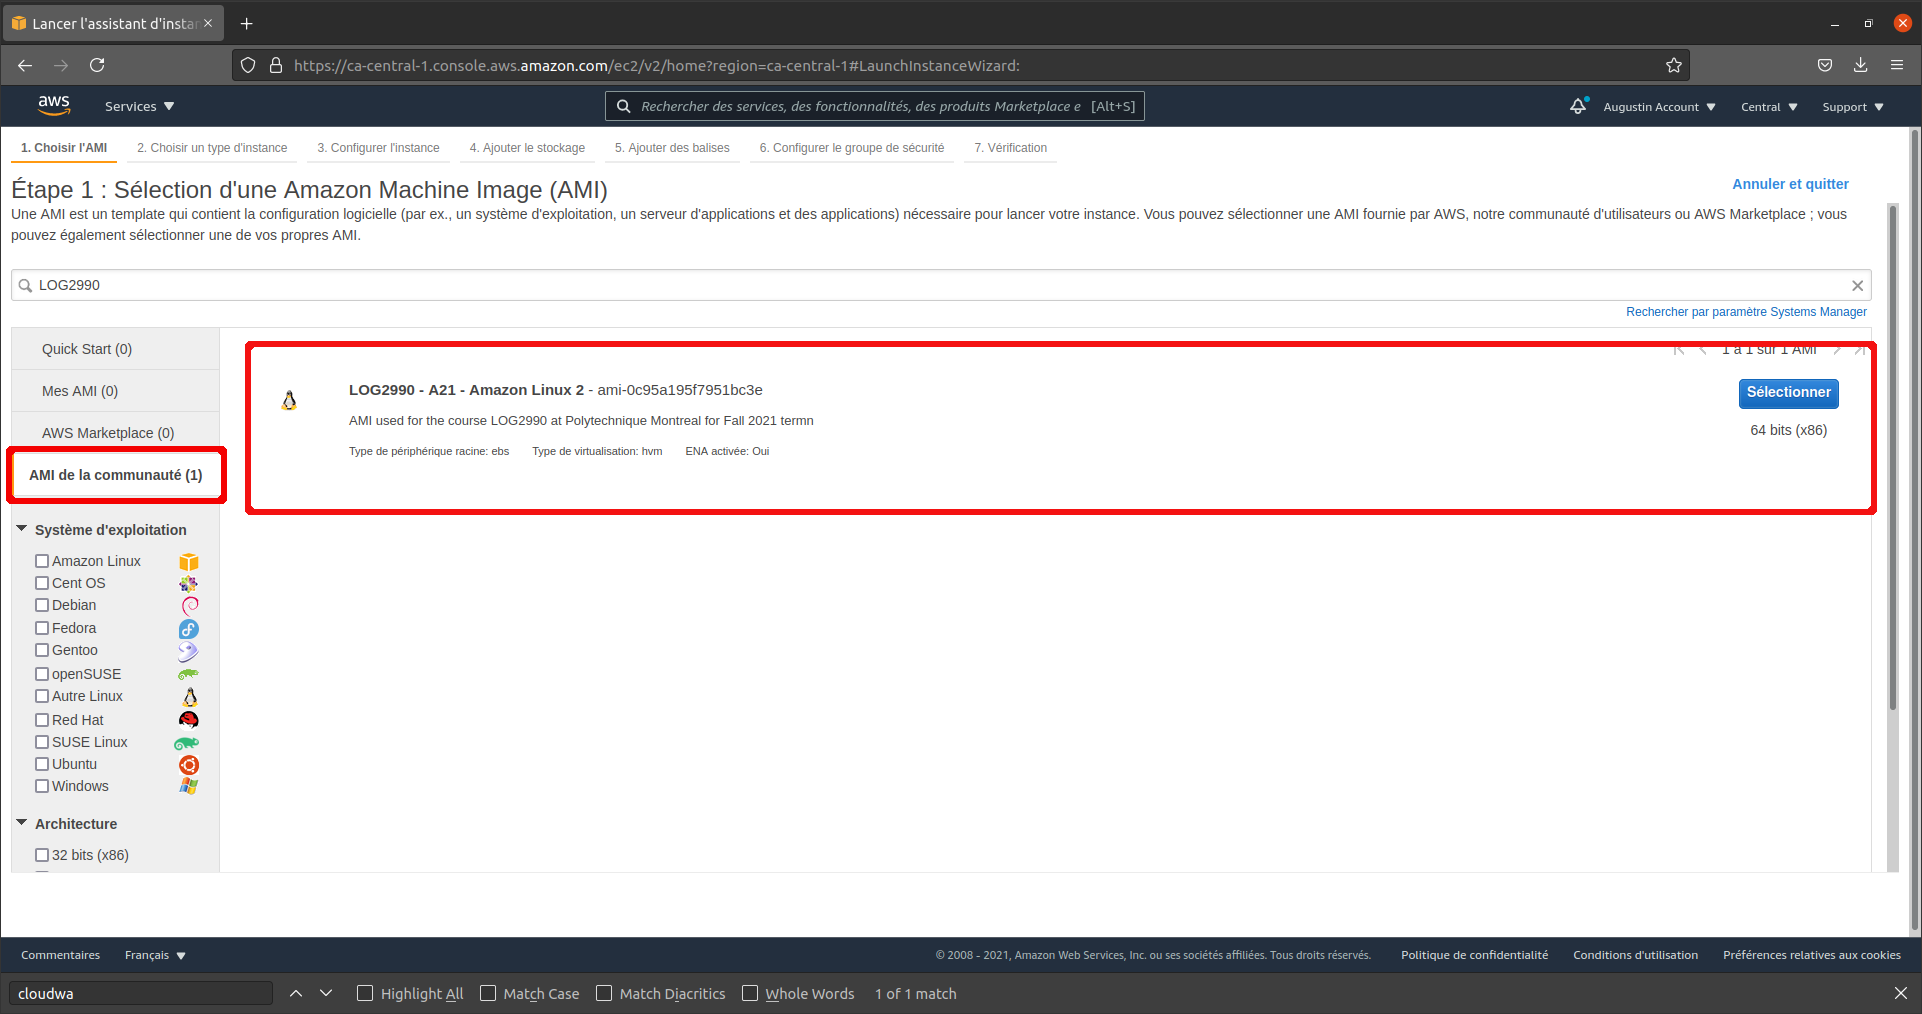 Lancer l'assistant d'instan
https://ca-central-1.console.aws.amazon.com/ec2/v2/home?region=ca-central-1#LaunchInstanceWizard:
aws Services Rechercher des services, des fonctionnalités, des produits Marketplace e [Alt+S] Augustin Account Central Support
1. Choisir l'AMI 2. Choisir un type d'instance 3. Configurer l'instance 4. Ajouter le stockage 5. Ajouter des balises 6. Configurer le groupe de sécurité 7. Vérification
Étape 1 : Sélection d'une Amazon Machine Image (AMI) Annuler et quitter
Une AMI est un template qui contient la configuration logicielle (par ex., un système d'exploitation, un serveur d'applications et des applications) nécessaire pour lancer votre instance. Vous pouvez sélectionner une AMI fournie par AWS, notre communauté d'utilisateurs ou AWS Marketplace ; vous
pouvez également sélectionner une de vos propres AMI.
LOG2990
Rechercher par paramètre Systems Manager
Quick Start (0)
Mes AMI (0)
AWS Marketplace (0)
AMI de la communauté (1)
1 à 1 sur 1 AMI
LOG2990 - A21 - Amazon Linux 2 - ami-0c95a195f7951bc3e
Sélectionner
AMI used for the course LOG2990 at Polytechnique Montreal for Fall 2021 termn
64 bits (x86)
Type de périphérique racine: ebs Type de virtualisation: hvm ENA activée: Oui
Système d'exploitation
Amazon Linux
Cent OS
Debian
Fedora
Gentoo
openSUSE
Autre Linux
Red Hat
SUSE Linux
Ubuntu
Windows
Architecture
32 bits (x86)
Commentaires Français © 2008 - 2021, Amazon Web Services, Inc. ou ses sociétés affiliées. Tous droits réservés. Politique de confidentialité Conditions d'utilisation Préférences relatives aux cookies
cloudwa Highlight All Match Case Match Diacritics Whole Words 1 of 1 match